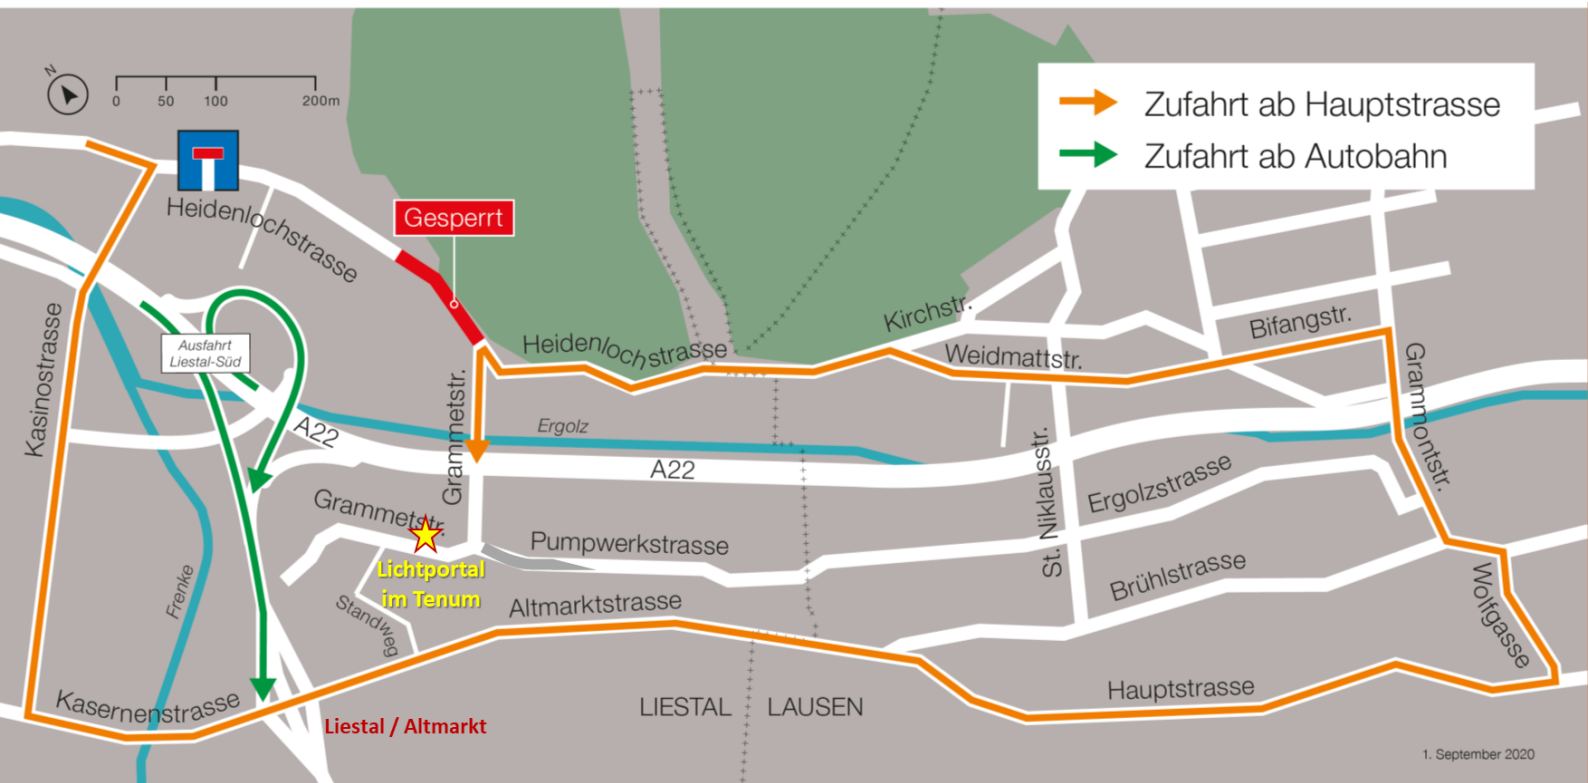 N
0 50 100 200m
Zufahrt ab Hauptstrasse
Zufahrt ab Autobahn
Heidenlochstrasse
Gesperrt
Kasinostrasse
Ausfahrt
Liestal-Süd
A22
Grammetstr.
Heidenlochstrasse
Kirchstr.
Weidmattstr.
Bifangstr.
Grammontstr.
Ergolz
A22
St. Niklausstr.
Ergolzstrasse
Grammetstr.
Lichtportal
im Tenum
Pumpwerkstrasse
Brühlstrasse
Wolfgasse
Frenke
Standweg
Altmarktstrasse
Kasernenstrasse
Liestal / Altmarkt
LIESTAL
LAUSEN
Hauptstrasse
1. September 2020